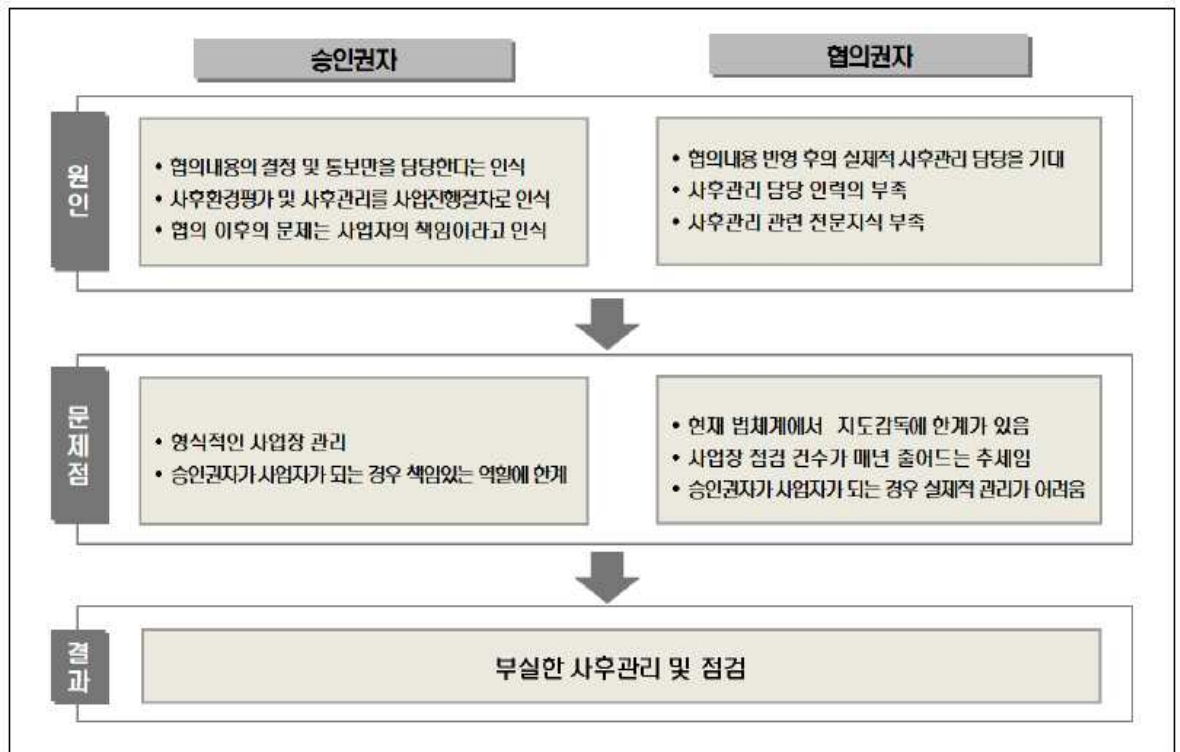 승인권자
협의권자
원인
• 협의내용의 결정 및 통보만을 담당한다는 인식
• 사후환경평가 및 사후관리를 사업진행절차로 인식
• 협의 이후의 문제는 사업자의 책임이라고 인식
• 협의내용 반영 후의 실제적 사후관리 담당을 기대
• 사후관리 담당 인력의 부족
• 사후관리 관련 전문지식 부족
문제점
• 형식적인 사업장 관리
• 승인권자가 사업자가 되는 경우 책임있는 역할에 한계
• 현재 법체계에서 지도감독에 한계가 있음
• 사업장 점검 건수가 매년 줄어드는 추세임
• 승인권자가 사업자가 되는 경우 실제적 관리가 어려움
결과
부실한 사후관리 및 점검